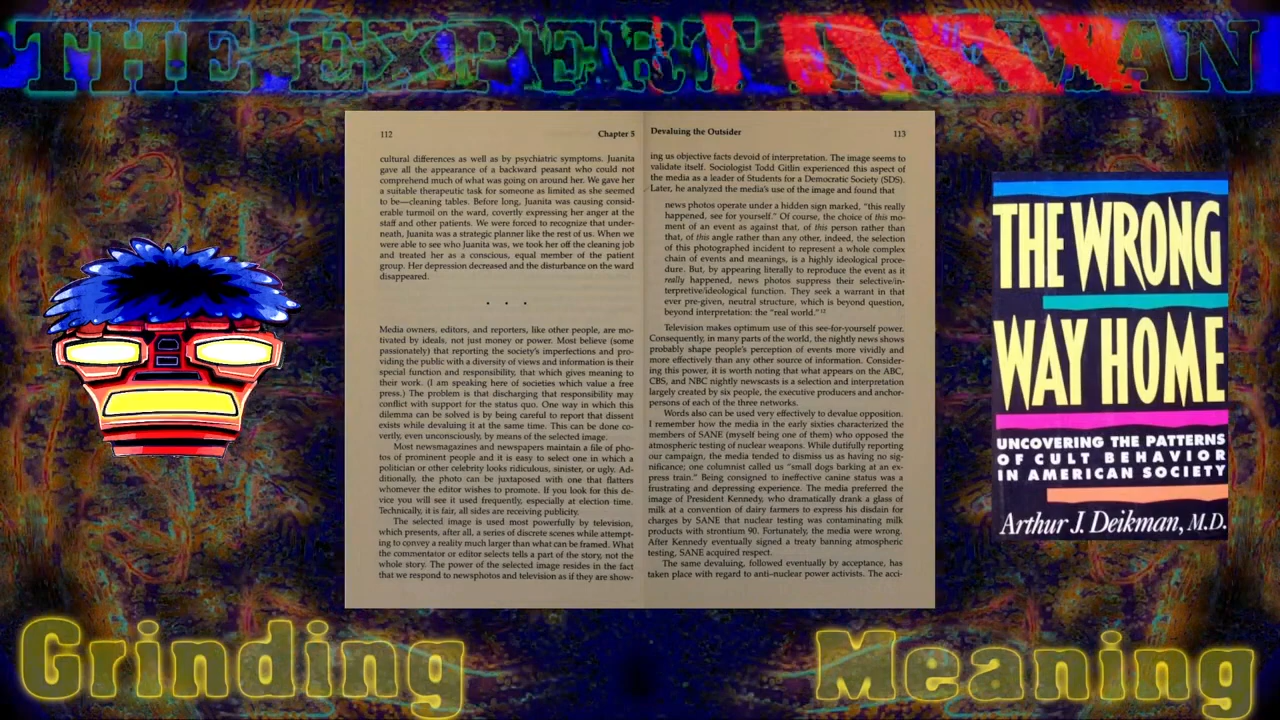 THE EXPERT LAYMAN
112
Chapter 5
cultural differences as well as by psychiatric symptoms. Juanita
gave all the appearance of a backward peasant who could not
comprehend much of what was going on around her. We gave her
a suitable therapeutic task for someone as limited as she seemed
to be—cleaning tables. Before long, Juanita was causing consid-
erable turmoil on the ward, covertly expressing her anger at the
staff and other patients. We were forced to recognize that under-
neath, Juanita was a strategic planner like the rest of us. When we
were able to see who Juanita was, we took her off the cleaning job
and treated her as a conscious, equal member of the patient
group. Her depression decreased and the disturbance on the ward
disappeared.
• • •
Media owners, editors, and reporters, like other people, are mo-
tivated by ideals, not just money or power. Most believe (some
passionately) that reporting the society's imperfections and pro-
viding the public with a diversity of views and information is their
special function and responsibility, that which gives meaning to
their work. (I am speaking here of societies which value a free
press.) The problem is that discharging that responsibility may
conflict with support for the status quo. One way in which this
dilemma can be solved is by being careful to report that dissent
exists while devaluing it at the same time. This can be done co-
vertly, even unconsciously, by means of the selected image.
Most newsmagazines and newspapers maintain a file of pho-
tos of prominent people and it is easy to select one in which a
politician or other celebrity looks ridiculous, sinister, or ugly. Ad-
ditionally, the photo can be juxtaposed with one that flatters
whomever the editor wishes to promote. If you look for this de-
vice you will see it used frequently, especially at election time.
Technically, it is fair, all sides are receiving publicity.
The selected image is used most powerfully by television,
which presents, after all, a series of discrete scenes while attempt-
ing to convey a reality much larger than what can be framed. What
the commentator or editor selects tells a part of the story, not the
whole story. The power of the selected image resides in the fact
that we respond to newsphotos and television as if they are show-
Devaluing the Outsider
113
ing us objective facts devoid of interpretation. The image seems to
validate itself. Sociologist Todd Gitlin experienced this aspect of
the media as a leader of Students for a Democratic Society (SDS).
Later, he analyzed the media's use of the image and found that
news photos operate under a hidden sign marked, "this really
happened, see for yourself." Of course, the choice of this mo-
ment of an event as against that, of this person rather than
that, of this angle rather than any other, indeed, the selection
of this photographed incident to represent a whole complex
chain of events and meanings, is a highly ideological proce-
dure. But, by appearing literally to reproduce the event as it
really happened, news photos suppress their selective/in-
terpretive/ideological function. They seek a warrant in that
ever pre-given, neutral structure, which is beyond question,
beyond interpretation: the "real world."¹²
Television makes optimum use of this see-for-yourself power.
Consequently, in many parts of the world, the nightly news shows
probably shape people's perception of events more vividly and
more effectively than any other source of information. Consider-
ing this power, it is worth noting that what appears on the ABC,
CBS, and NBC nightly newscasts is a selection and interpretation
largely created by six people, the executive producers and anchor-
persons of each of the three networks.
Words also can be used very effectively to devalue opposition.
I remember how the media in the early sixties characterized the
members of SANE (myself being one of them) who opposed the
atmospheric testing of nuclear weapons. While dutifully reporting
our campaign, the media tended to dismiss us as having no sig-
nificance; one columnist called us "small dogs barking at an ex-
press train." Being consigned to ineffective canine status was a
frustrating and depressing experience. The media preferred the
image of President Kennedy, who dramatically drank a glass of
milk at a convention of dairy farmers to express his disdain for
charges by SANE that nuclear testing was contaminating milk
products with strontium 90. Fortunately, the media were wrong.
After Kennedy eventually signed a treaty banning atmospheric
testing, SANE acquired respect.
The same devaluing, followed eventually by acceptance, has
taken place with regard to anti-nuclear power activists. The acci-
THE WRONG
WAY HOME
UNCOVERING THE PATTERNS
OF CULT BEHAVIOR
IN AMERICAN SOCIETY
Arthur J. Deikman, M.D.
Grinding
Meaning